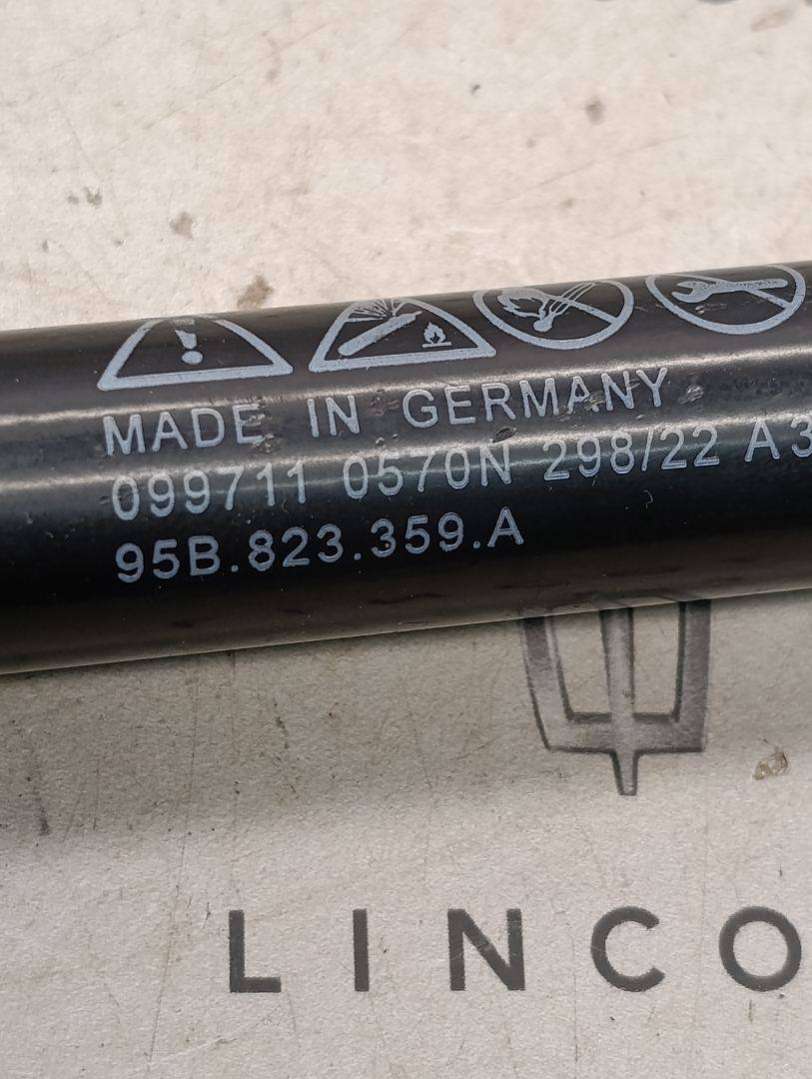 MADE IN GERMANY
099711 0570N 298/22 A3
95B.823.359.A
LINCO